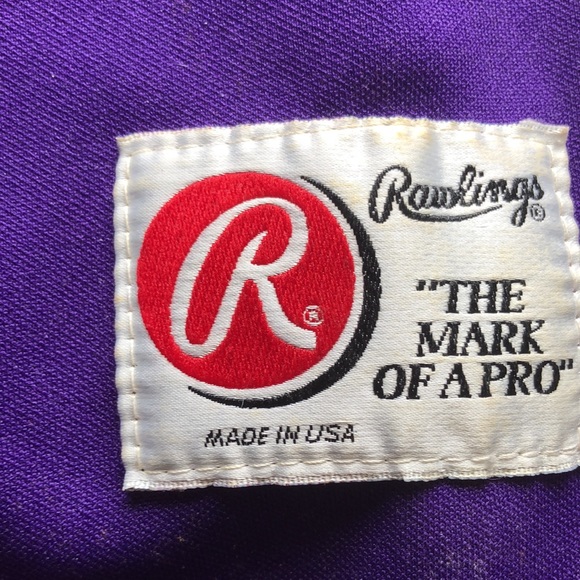 R®
Rawlings®
"THE
MARK
OF A PRO"
MADE IN USA